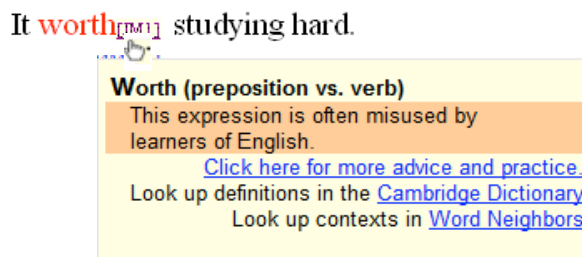 It worth[JM1] studying hard.
Worth (preposition vs. verb)
This expression is often misused by
learners of English.
Click here for more advice and practice.
Look up definitions in the Cambridge Dictionary
Look up contexts in Word Neighbors